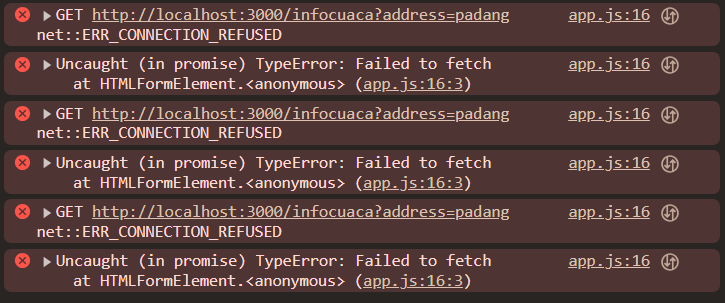 GET http://localhost:3000/infocuaca?address=padang app.js:16
net::ERR_CONNECTION_REFUSED
Uncaught (in promise) TypeError: Failed to fetch app.js:16
at HTMLFormElement.<anonymous> (app.js:16:3)
GET http://localhost:3000/infocuaca?address=padang app.js:16
net::ERR_CONNECTION_REFUSED
Uncaught (in promise) TypeError: Failed to fetch app.js:16
at HTMLFormElement.<anonymous> (app.js:16:3)
GET http://localhost:3000/infocuaca?address=padang app.js:16
net::ERR_CONNECTION_REFUSED
Uncaught (in promise) TypeError: Failed to fetch app.js:16
at HTMLFormElement.<anonymous> (app.js:16:3)